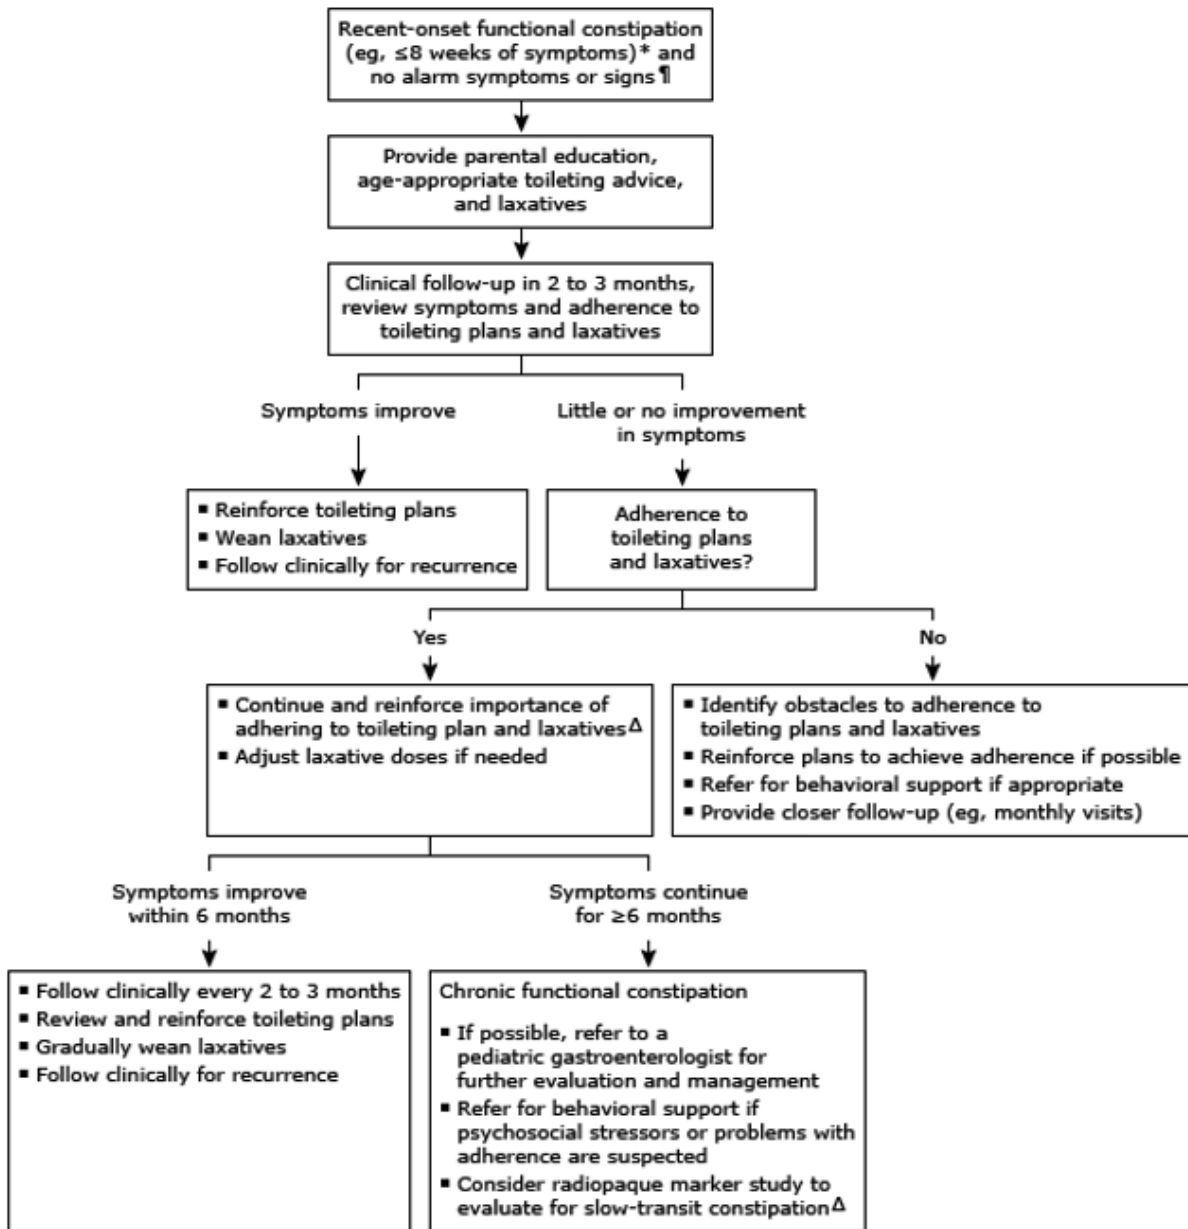 Recent-onset functional constipation
(eg, ≤8 weeks of symptoms)* and
no alarm symptoms or signs¶
Provide parental education,
age-appropriate toileting advice,
and laxatives
Clinical follow-up in 2 to 3 months,
review symptoms and adherence to
toileting plans and laxatives
Symptoms improve
Little or no improvement
in symptoms
▪ Reinforce toileting plans
▪ Wean laxatives
▪ Follow clinically for recurrence
Adherence to
toileting plans
and laxatives?
Yes
No
▪ Continue and reinforce importance of
adhering to toileting plan and laxativesΔ
▪ Adjust laxative doses if needed
▪ Identify obstacles to adherence to
toileting plans and laxatives
▪ Reinforce plans to achieve adherence if possible
▪ Refer for behavioral support if appropriate
▪ Provide closer follow-up (eg, monthly visits)
Symptoms improve
within 6 months
Symptoms continue
for ≥6 months
▪ Follow clinically every 2 to 3 months
▪ Review and reinforce toileting plans
▪ Gradually wean laxatives
▪ Follow clinically for recurrence
Chronic functional constipation
▪ If possible, refer to a
pediatric gastroenterologist for
further evaluation and management
▪ Refer for behavioral support if
psychosocial stressors or problems with
adherence are suspected
▪ Consider radiopaque marker study to
evaluate for slow-transit constipationΔ